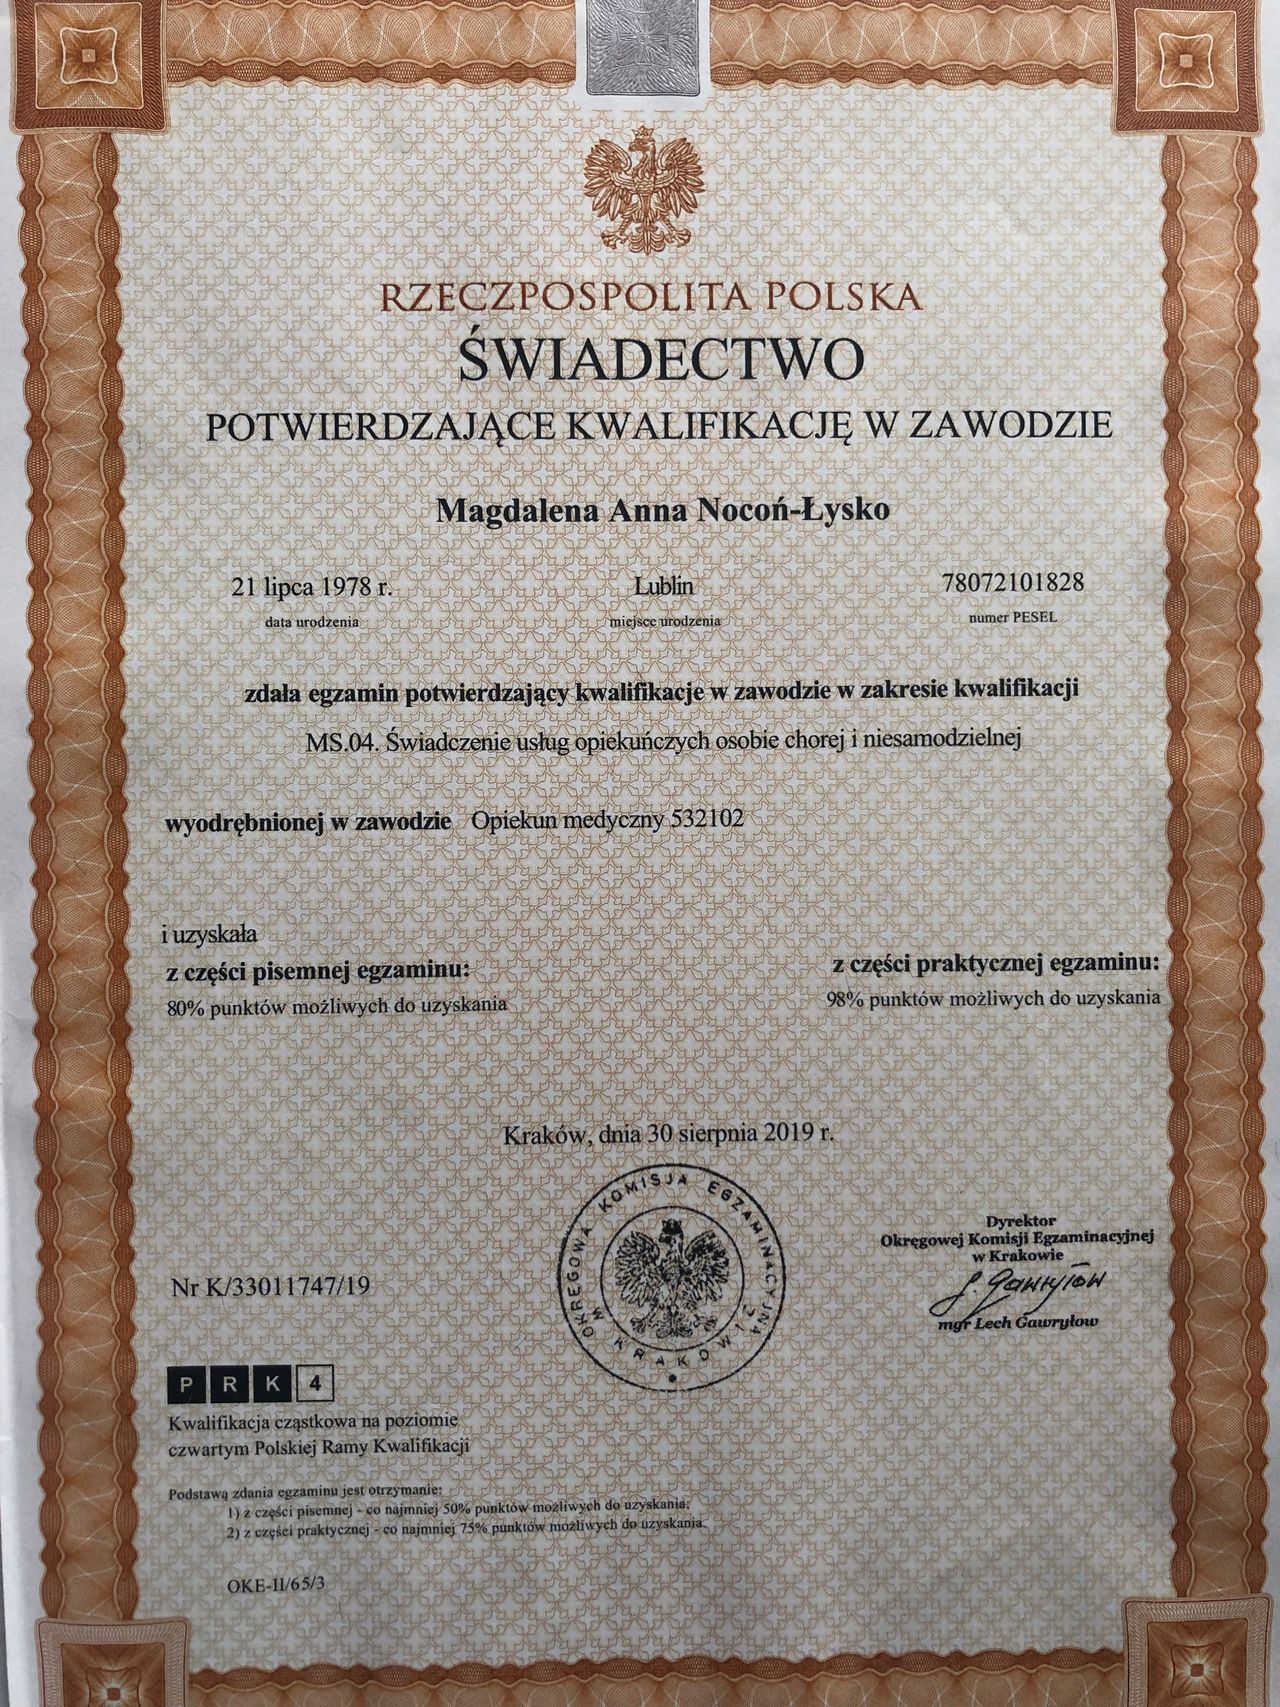 RZECZPOSPOLITA POLSKA
ŚWIADECTWO
POTWIERDZAJĄCE KWALIFIKACJĘ W ZAWODZIE
Magdalena Anna Nocoń-Łysko
21 lipca 1978 r. Lublin 78072101828
data urodzenia miejsce urodzenia numer PESEL
zdała egzamin potwierdzający kwalifikacje w zawodzie w zakresie kwalifikacji
MS.04. Świadczenie usług opiekuńczych osobie chorej i niesamodzielnej
wyodrębnionej w zawodzie Opiekun medyczny 532102
i uzyskała
z części pisemnej egzaminu: z części praktycznej egzaminu:
80% punktów możliwych do uzyskania 98% punktów możliwych do uzyskania
Kraków, dnia 30 sierpnia 2019 r.
OKRĘGOWA KOMISJA EGZAMINACYJNA
W KRAKOWIE
2
Dyrektor
Okręgowej Komisji Egzaminacyjnej
w Krakowie
L. Gawryłow
mgr Lech Gawryłow
Nr K/33011747/19
P R K 4
Kwalifikacja cząstkowa na poziomie
czwartym Polskiej Ramy Kwalifikacji
Podstawą zdania egzaminu jest otrzymanie:
1) z części pisemnej - co najmniej 50% punktów możliwych do uzyskania;
2) z części praktycznej - co najmniej 75% punktów możliwych do uzyskania.
OKE-II/65/3